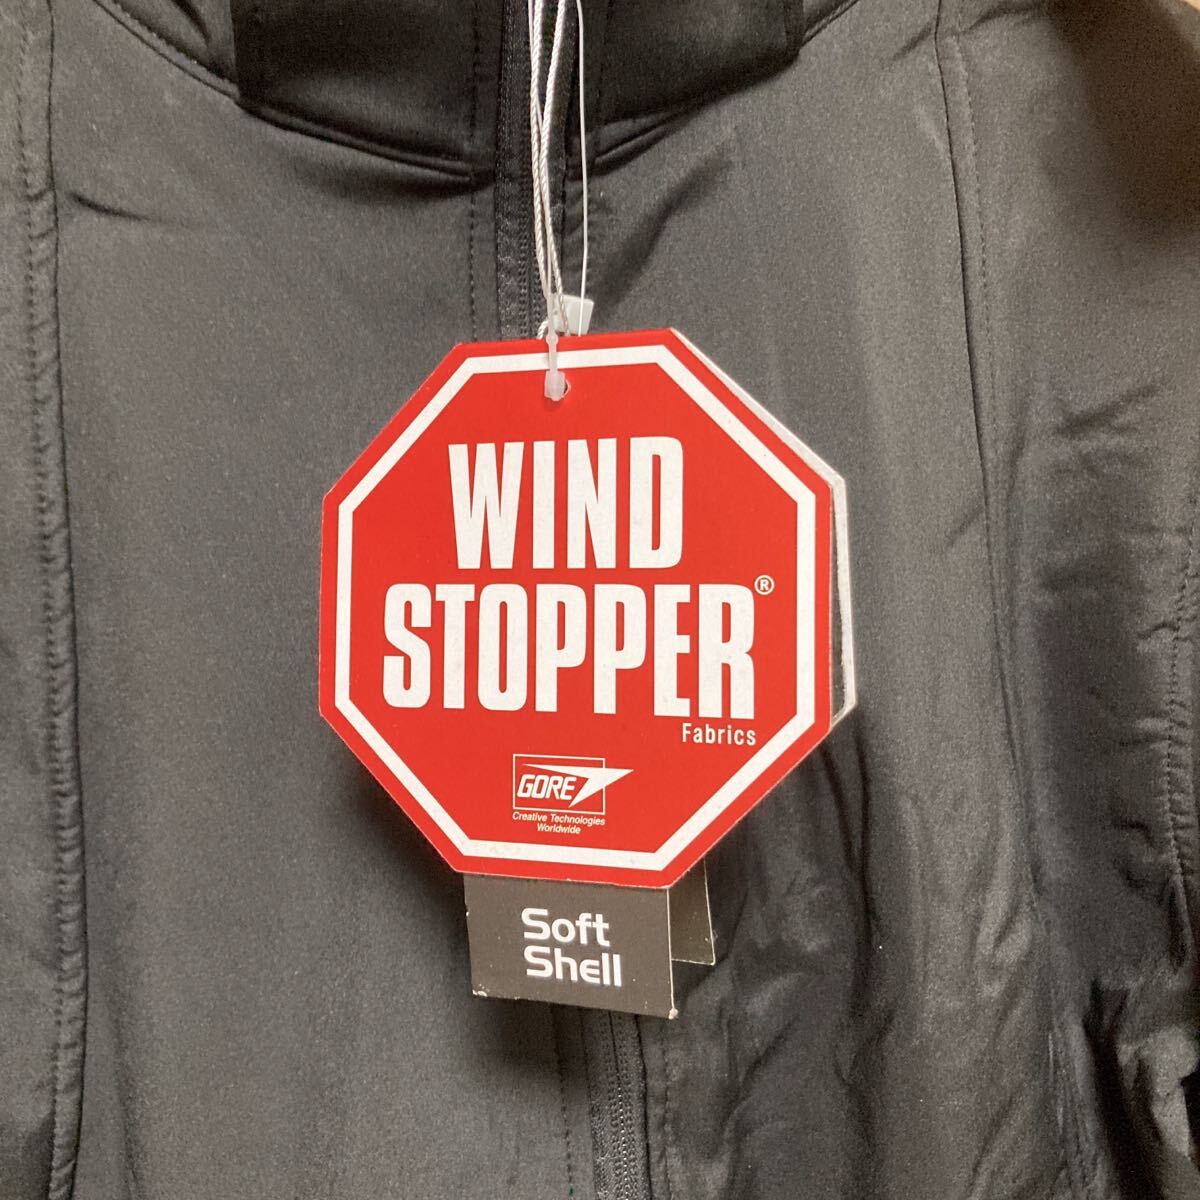 WIND
STOPPER®
Fabrics
GORE
Creative Technologies
Worldwide
Soft
Shell